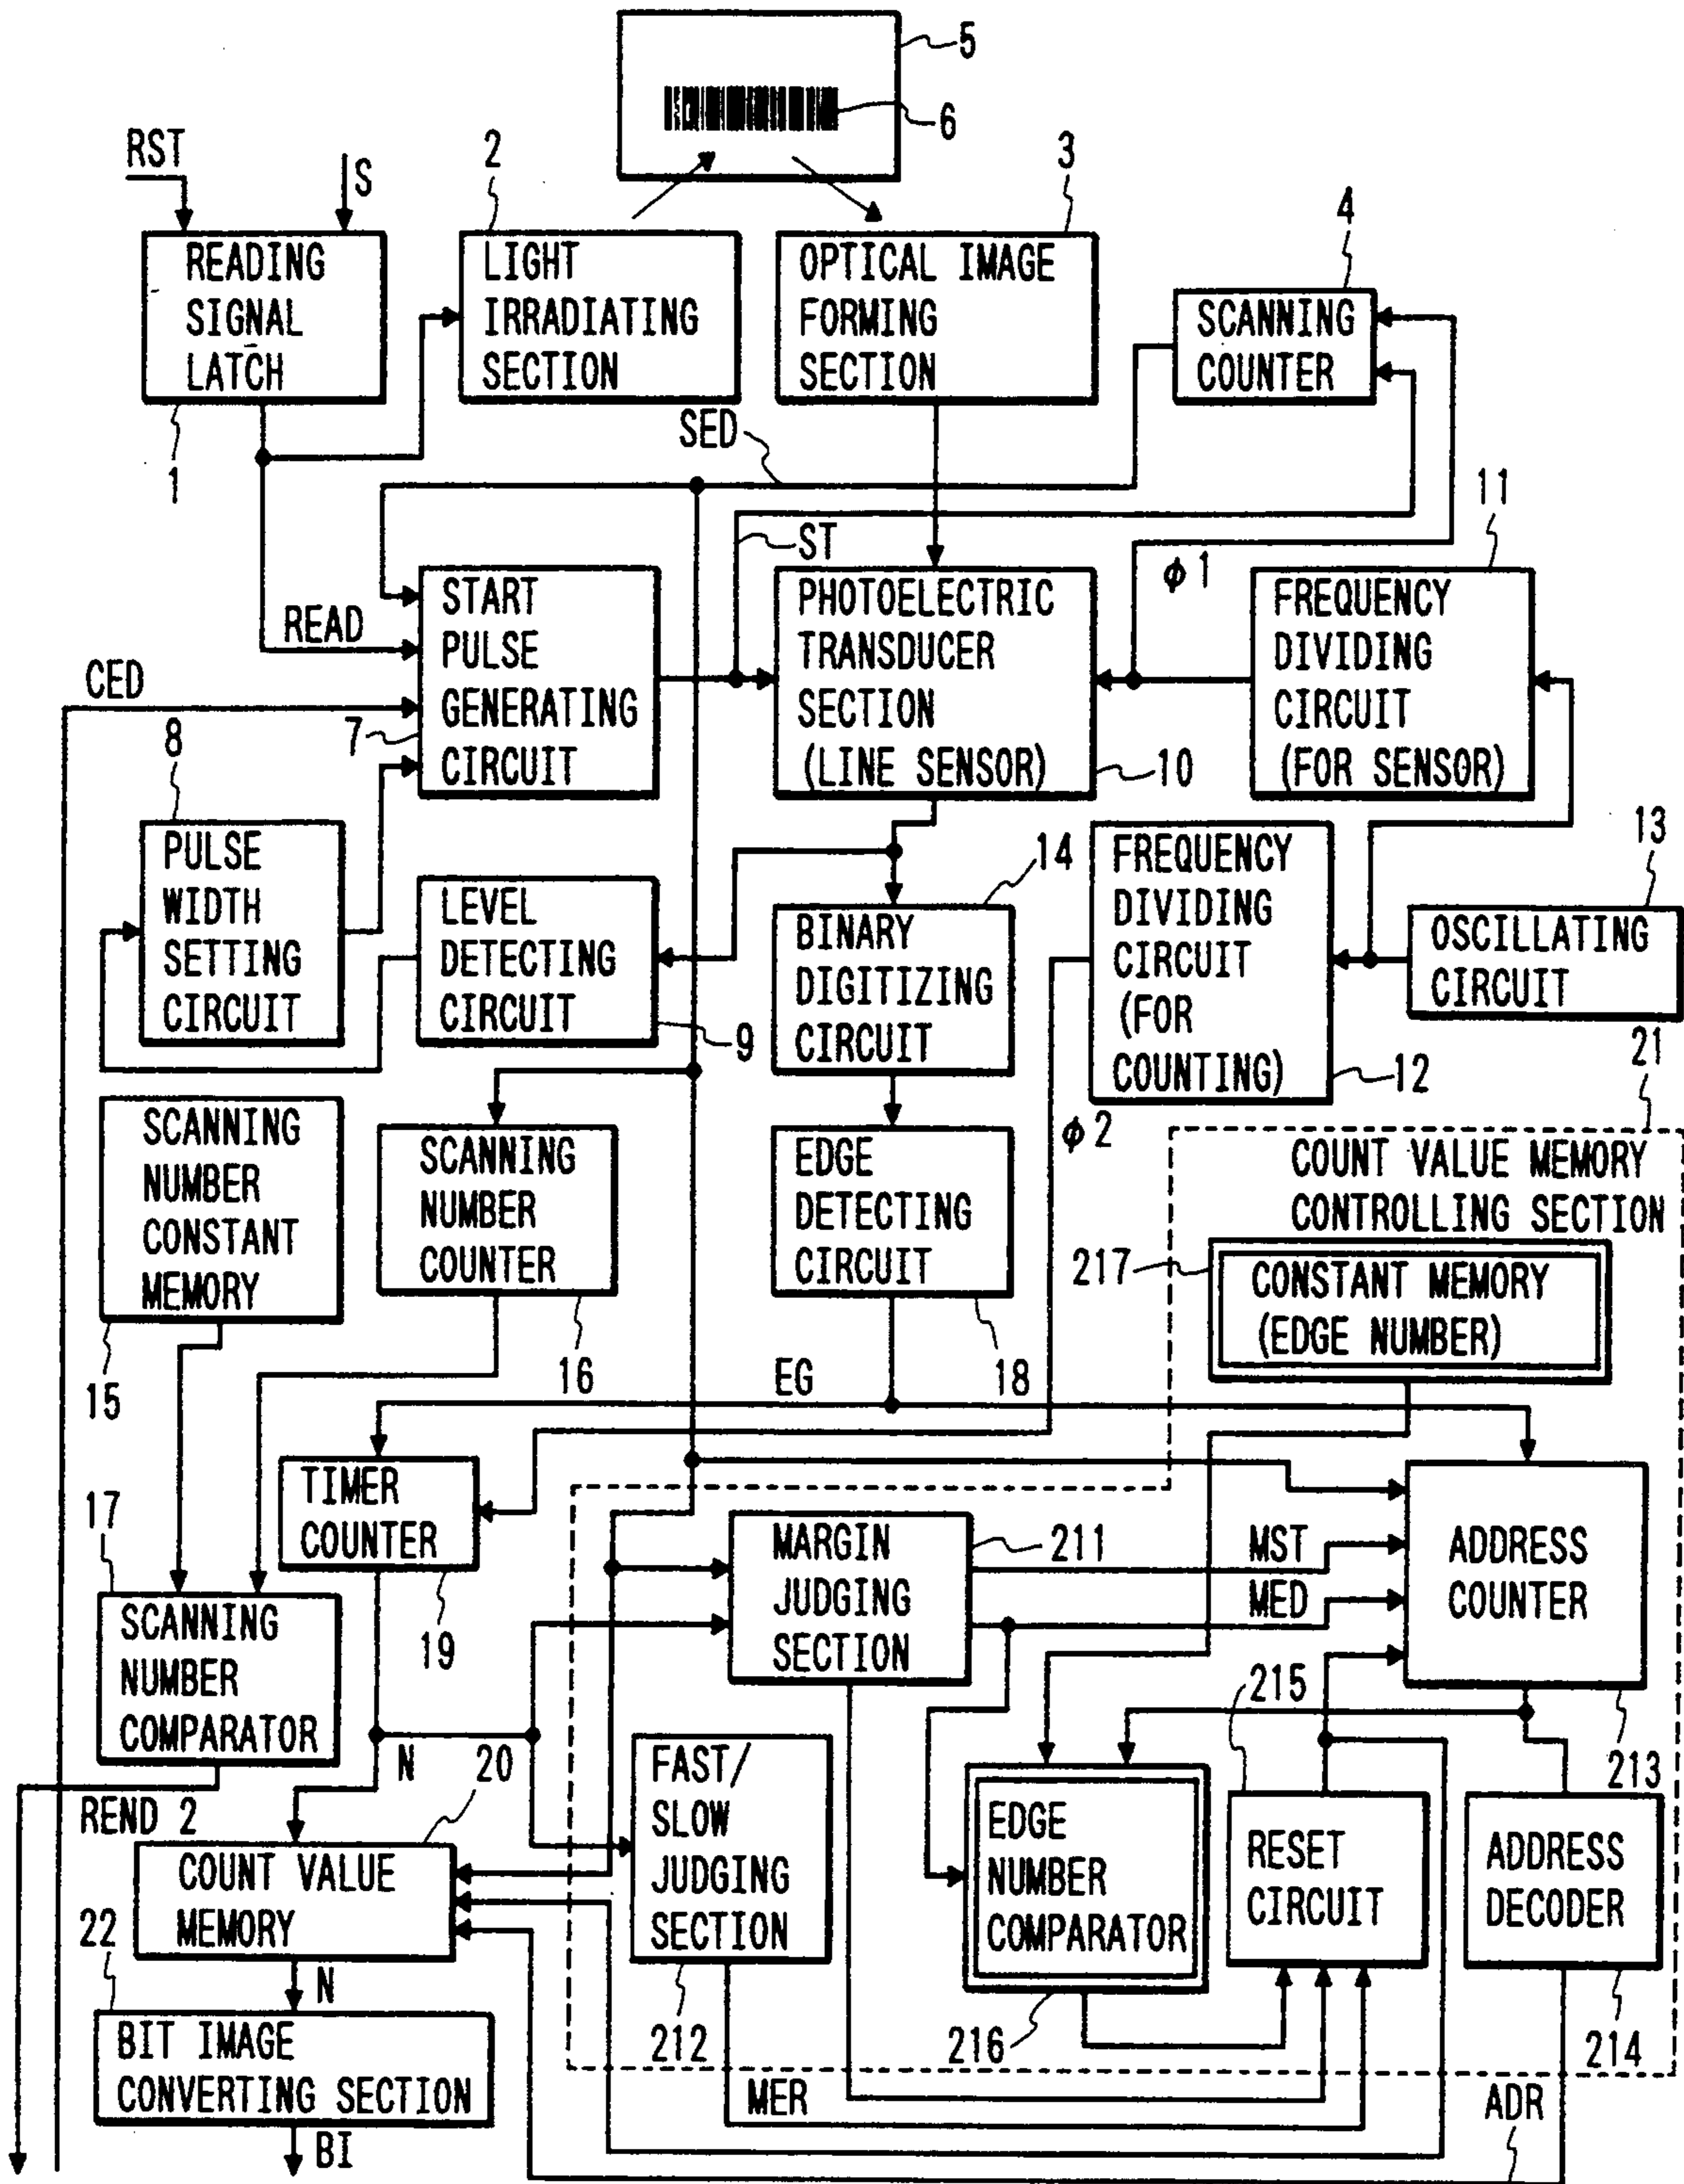 5
6
RST
S
2
3
4
READING
SIGNAL
LATCH
LIGHT
IRRADIATING
SECTION
OPTICAL IMAGE
FORMING
SECTION
SCANNING
COUNTER
1
SED
11
ST
φ1
READ
CED
START
PULSE
GENERATING
CIRCUIT
7
PHOTOELECTRIC
TRANSDUCER
SECTION
(LINE SENSOR)
10
FREQUENCY
DIVIDING
CIRCUIT
(FOR SENSOR)
8
PULSE
WIDTH
SETTING
CIRCUIT
LEVEL
DETECTING
CIRCUIT
9
14
BINARY
DIGITIZING
CIRCUIT
FREQUENCY
DIVIDING
CIRCUIT
(FOR
COUNTING)
12
13
OSCILLATING
CIRCUIT
21
φ2
SCANNING
NUMBER
CONSTANT
MEMORY
15
SCANNING
NUMBER
COUNTER
16
EDGE
DETECTING
CIRCUIT
18
COUNT VALUE MEMORY
CONTROLLING SECTION
217
CONSTANT MEMORY
(EDGE NUMBER)
EG
17
TIMER
COUNTER
19
MARGIN
JUDGING
SECTION
211
MST
MED
ADDRESS
COUNTER
213
SCANNING
NUMBER
COMPARATOR
REND 2
N
20
215
FAST/
SLOW
JUDGING
SECTION
212
EDGE
NUMBER
COMPARATOR
216
RESET
CIRCUIT
ADDRESS
DECODER
214
COUNT VALUE
MEMORY
22
N
BIT IMAGE
CONVERTING SECTION
BI
MER
ADR